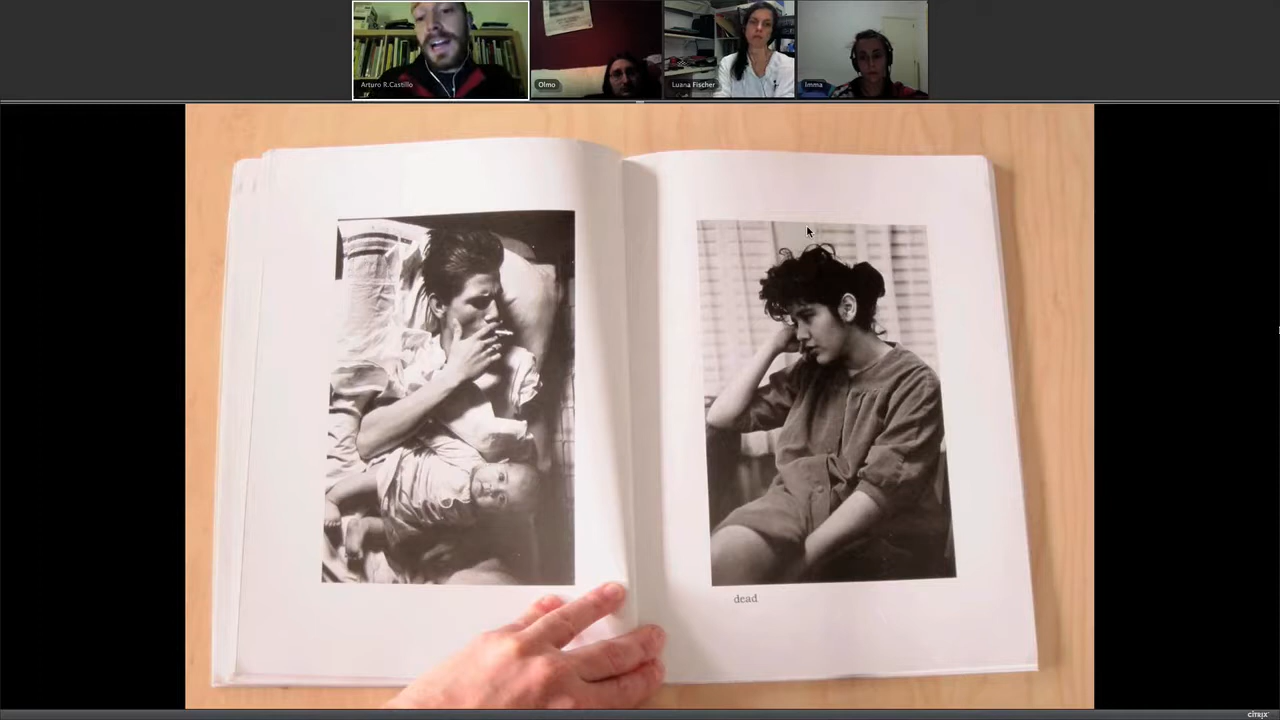 Arturo R.Castillo
Olmo
Luana Fischer
Imma
dead
CITRIX